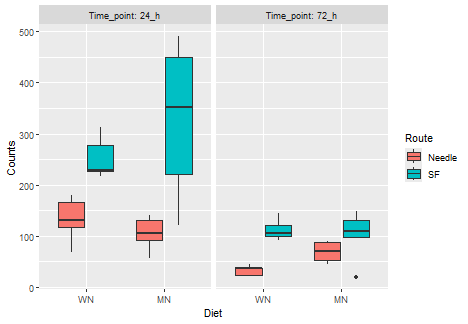 Time_point: 24_h
Time_point: 72_h
500
400
300
200
100
0
Counts
WN
MN
WN
MN
Diet
Route
Needle
SF